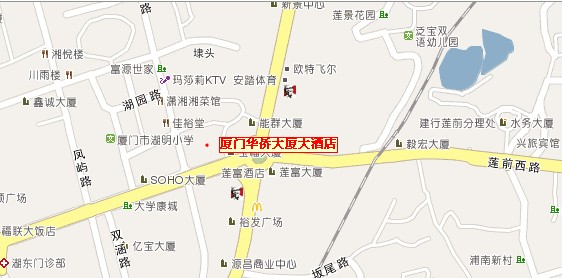 新景中心
莲景花园
泛宝双
语幼儿园
湘悦楼
埭头
欧特飞尔
川雨楼
富源世家
玛莎莉KTV
安踏体育
鑫诚大厦
湖园路
潇湘湘菜馆
佳裕堂
能群大厦
建行莲前分理处
水务大厦
厦门市湖明小学
厦门华侨大厦大酒店
毅宏大厦
兴旅宾馆
凤屿路
莲前西路
SOHO大厦
莲富酒店
莲富大厦
大学康城
福联大饭店
双涵路
裕发广场
亿宝大厦
湖东门诊部
源昌商业中心
坂尾路
浦南新村